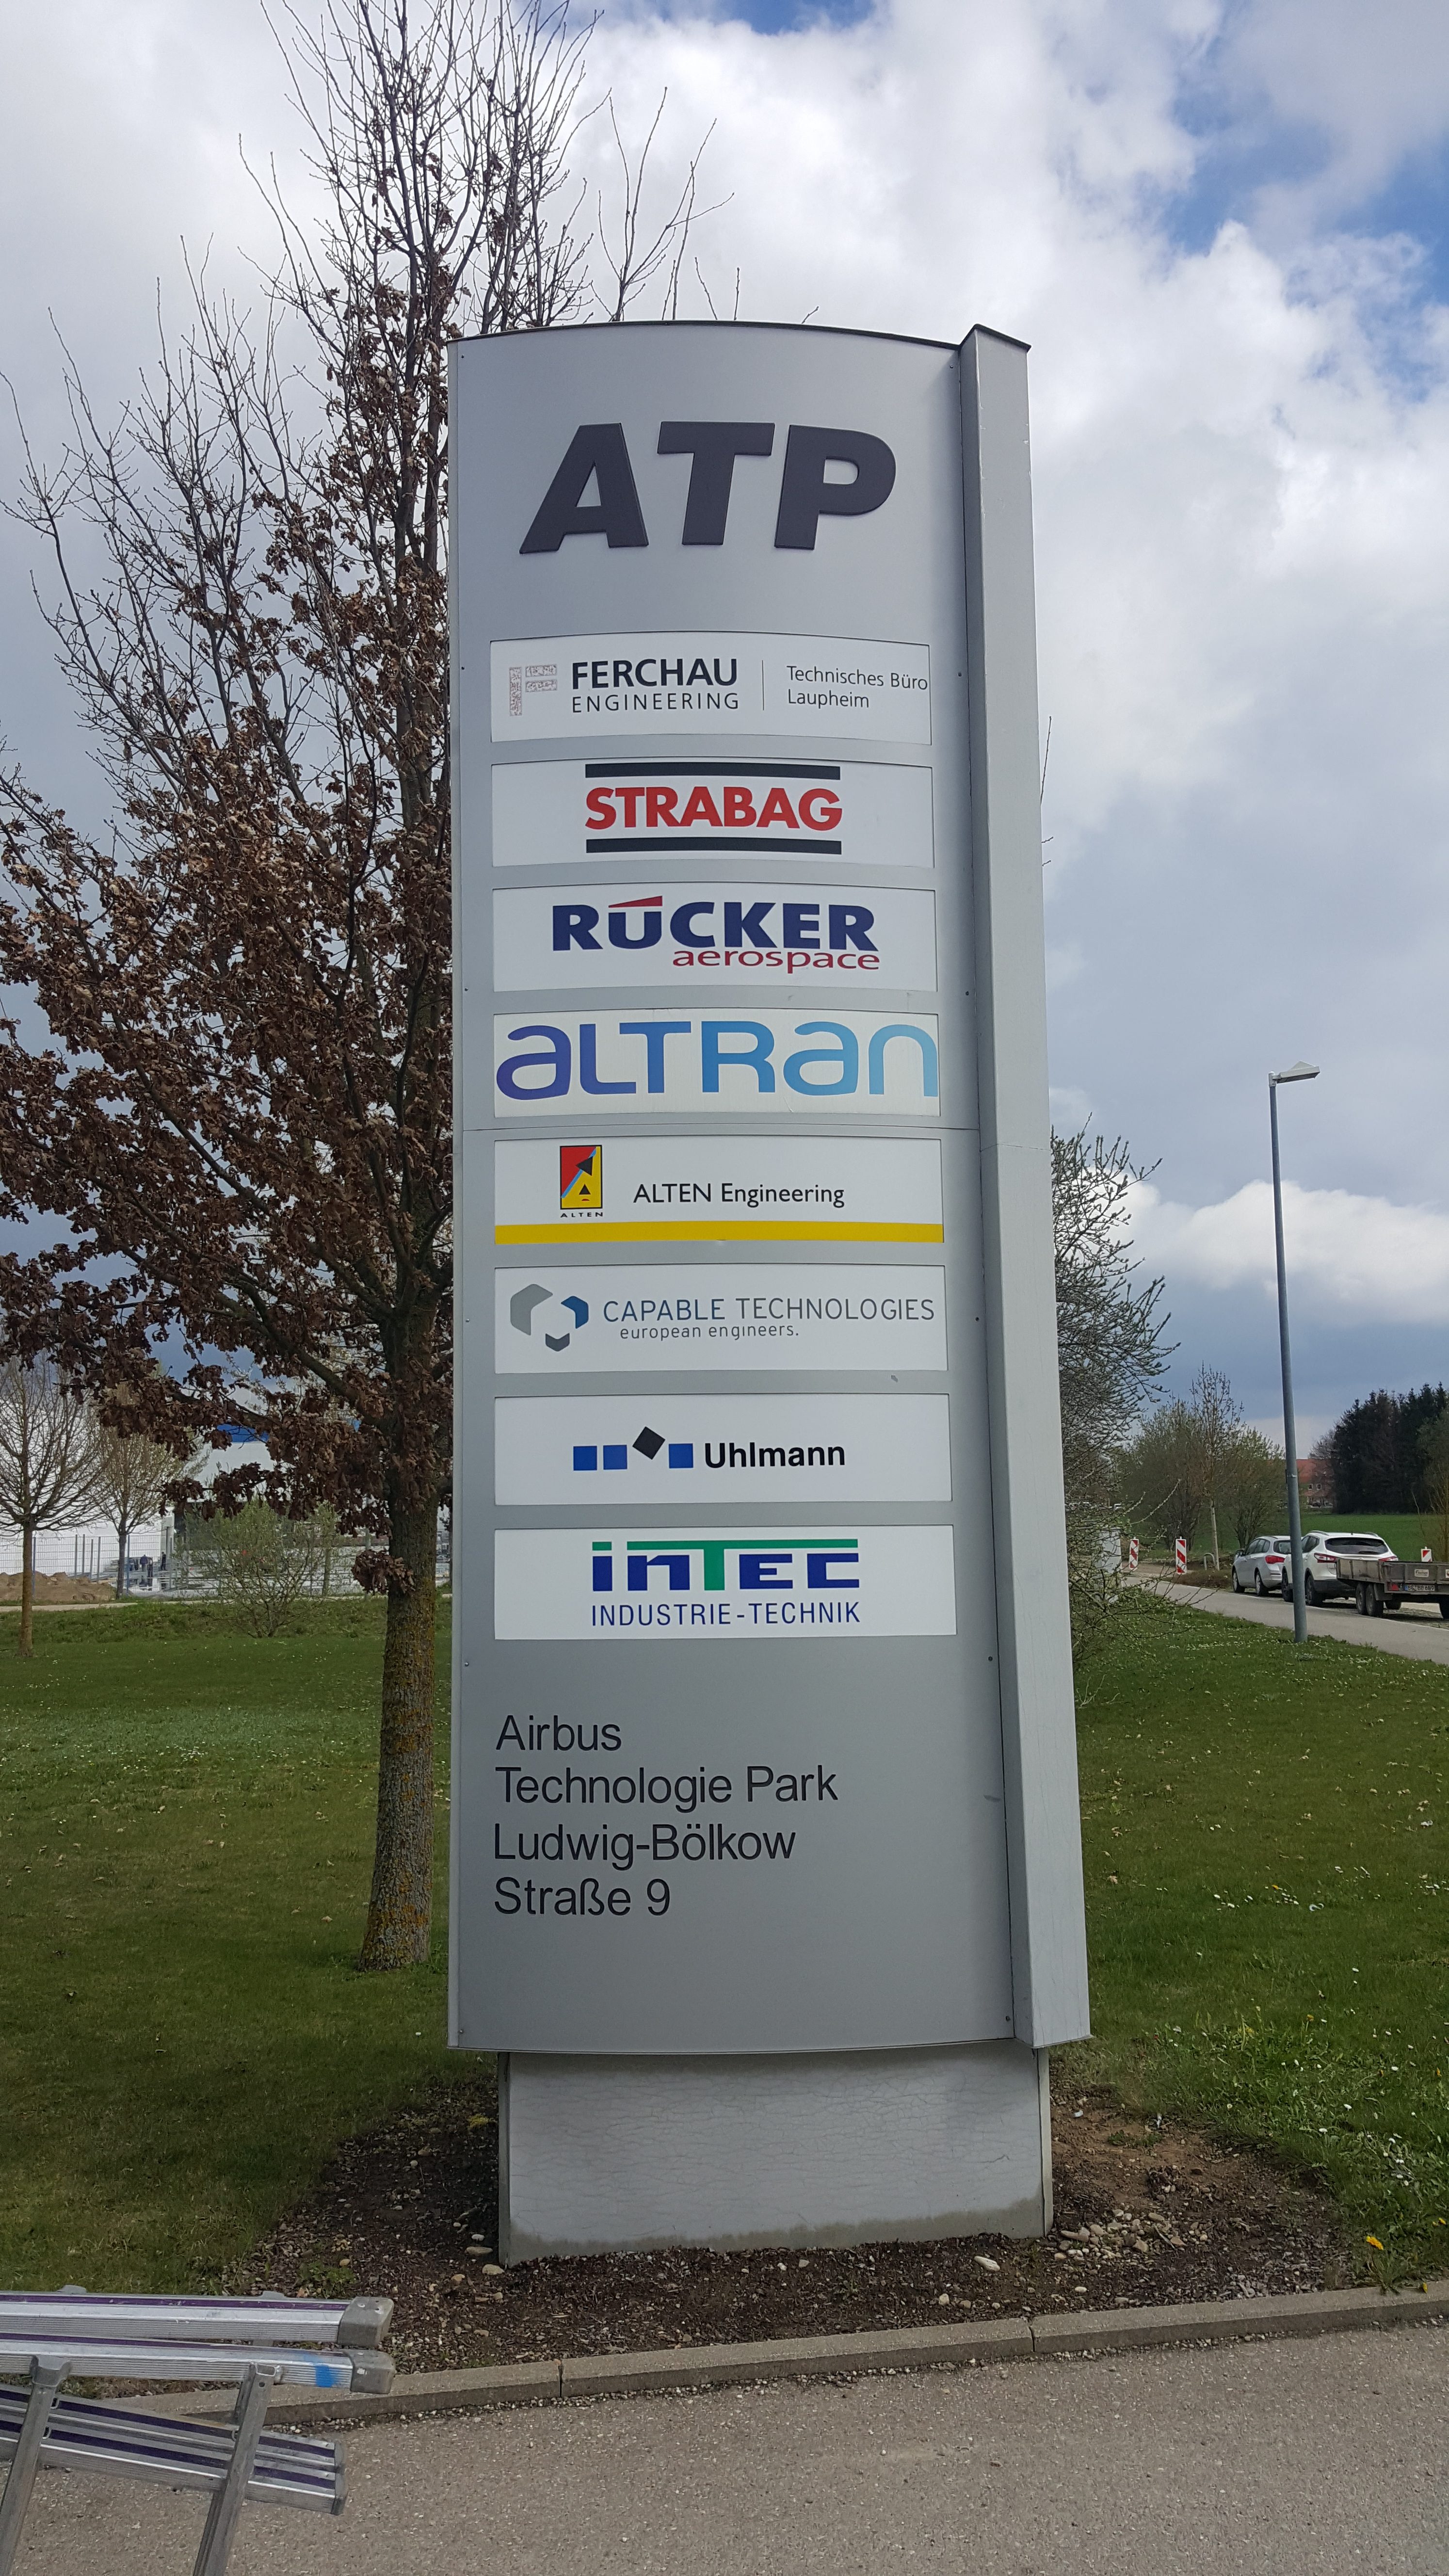 ATP
FERCHAU
ENGINEERING
Technisches Büro
Laupheim
STRABAG
RÜCKER
aerospace
aLTRan
ALTEN
ALTEN Engineering
CAPABLE TECHNOLOGIES
european engineers.
Uhlmann
inTEC
INDUSTRIE-TECHNIK
Airbus
Technologie Park
Ludwig-Bölkow
Straße 9